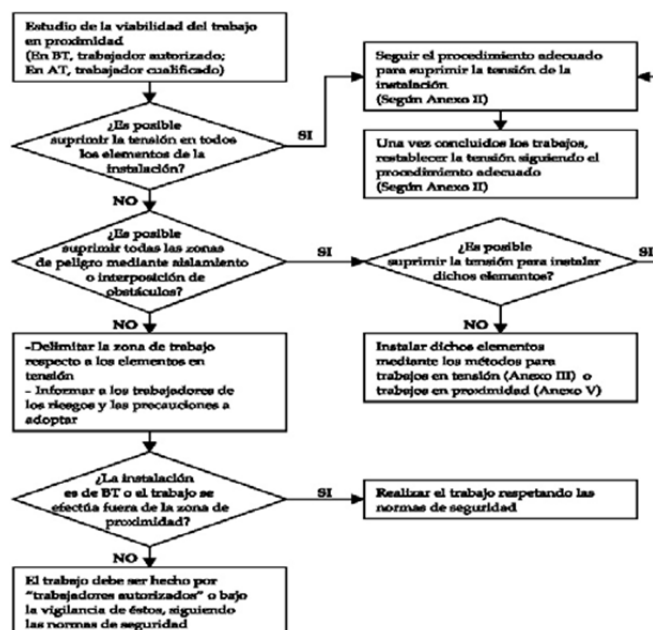 Estudio de la viabilidad del trabajo
en proximidad
(En BT, trabajador autorizado;
En AT, trabajador cualificado)
Seguir el procedimiento adecuado
para suprimir la tensión de la
instalación
(Según Anexo II)
¿Es posible
suprimir la tensión en todos
los elementos de la
instalación?
SI
Una vez concluidos los trabajos,
restablecer la tensión siguiendo el
procedimiento adecuado
(Según Anexo II)
NO
¿Es posible
suprimir todas las zonas
de peligro mediante aislamiento
o interposición de
obstáculos?
SI
¿Es posible
suprimir la tensión para instalar
dichos elementos?
SI
NO
NO
-Delimitar la zona de trabajo
respecto a los elementos en
tensión
- Informar a los trabajadores de
los riesgos y las precauciones a
adoptar
Instalar dichos elementos
mediante los métodos para
trabajos en tensión (Anexo III) o
trabajos en proximidad (Anexo V)
¿La instalación
es de BT o el trabajo se
efectúa fuera de la zona de
proximidad?
SI
Realizar el trabajo respetando las
normas de seguridad
NO
El trabajo debe ser hecho por
"trabajadores autorizados" o bajo
la vigilancia de éstos, siguiendo
las normas de seguridad